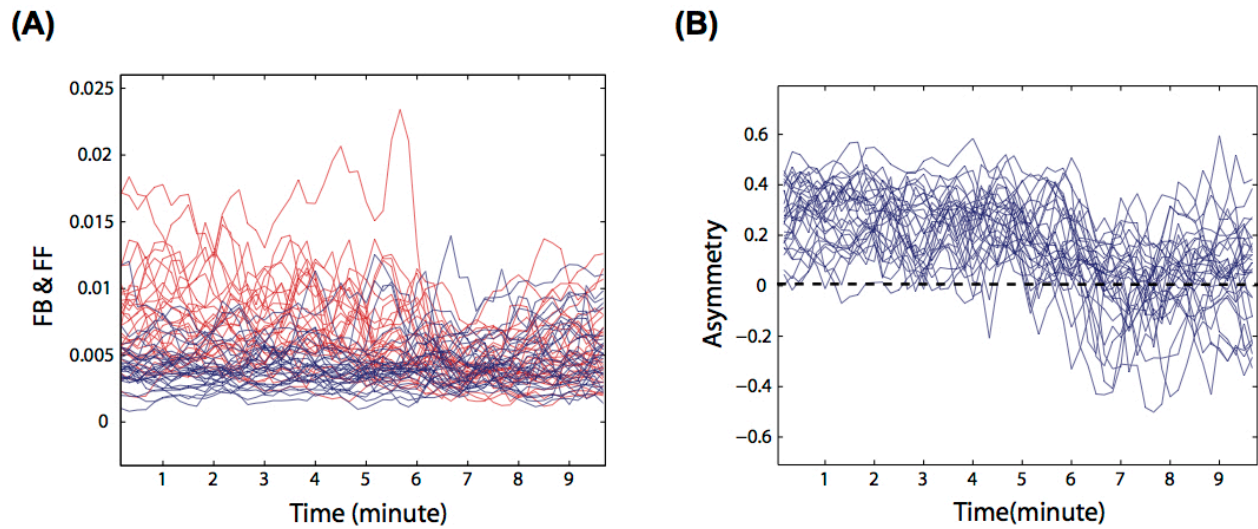 (A)
(B)
FB & FF
0.025
0.02
0.015
0.01
0.005
0
1 2 3 4 5 6 7 8 9
Time (minute)
Asymmetry
0.6
0.4
0.2
0
−0.2
−0.4
−0.6
1 2 3 4 5 6 7 8 9
Time(minute)